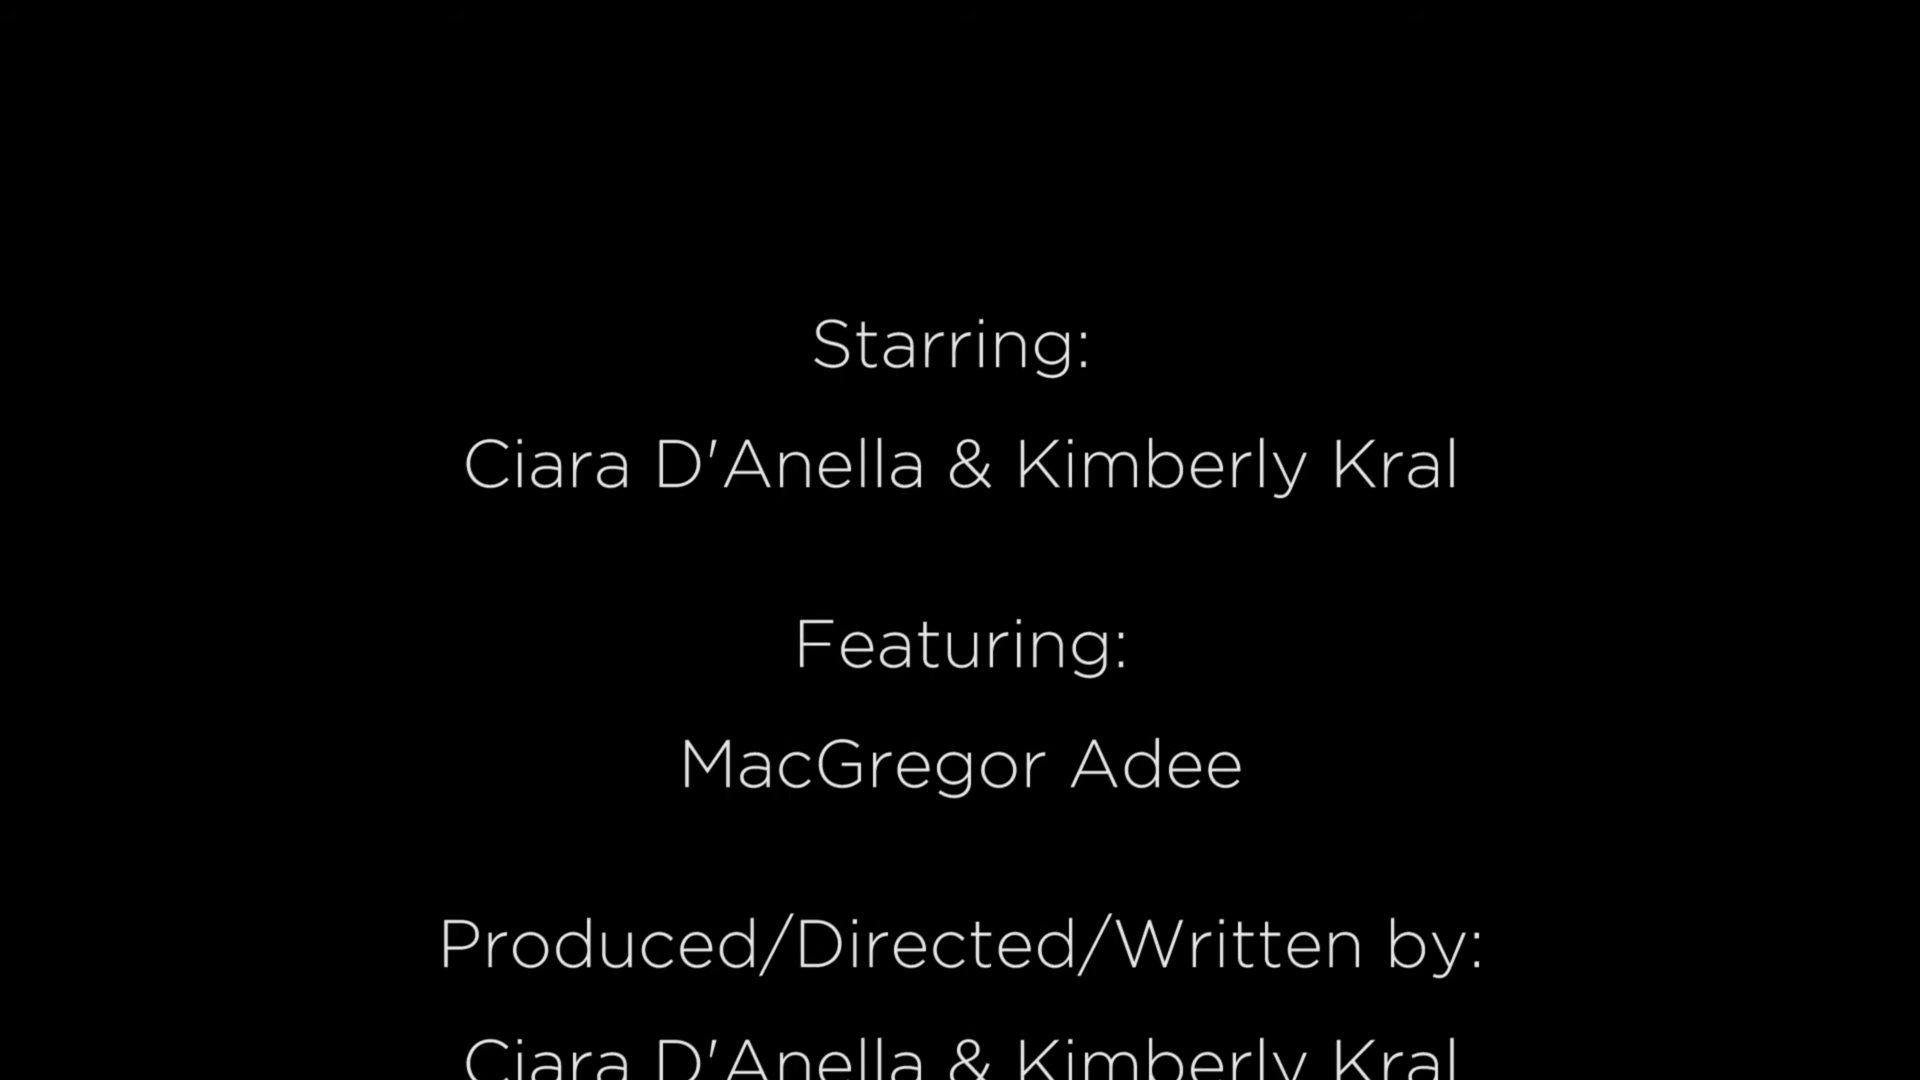 Starring:
Ciara D'Anella & Kimberly Kral
Featuring:
MacGregor Adee
Produced/Directed/Written by:
Ciara D'Anella & Kimberly Kral